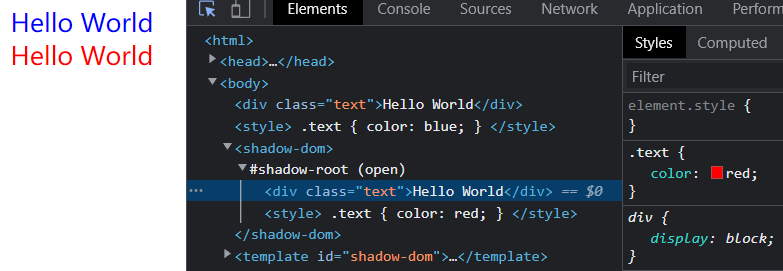 Hello World
Hello World
Elements Console Sources Network Application Perform
<html>
<head>…</head>
<body>
<div class="text">Hello World</div>
<style> .text { color: blue; } </style>
<shadow-dom>
#shadow-root (open)
<div class="text">Hello World</div> == $0
<style> .text { color: red; } </style>
</shadow-dom>
<template id="shadow-dom">…</template>
Styles Computed
Filter
element.style {
}
.text {
color: red;
}
div {
display: block;
}